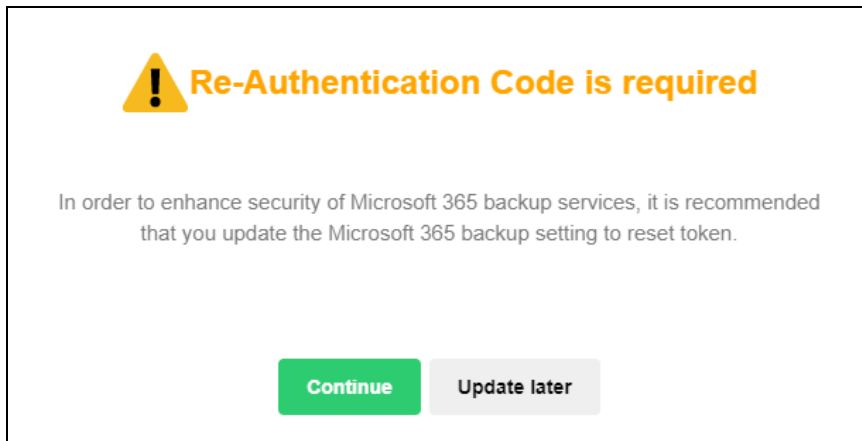 Re-Authentication Code is required
In order to enhance security of Microsoft 365 backup services, it is recommended
that you update the Microsoft 365 backup setting to reset token.
Continue
Update later